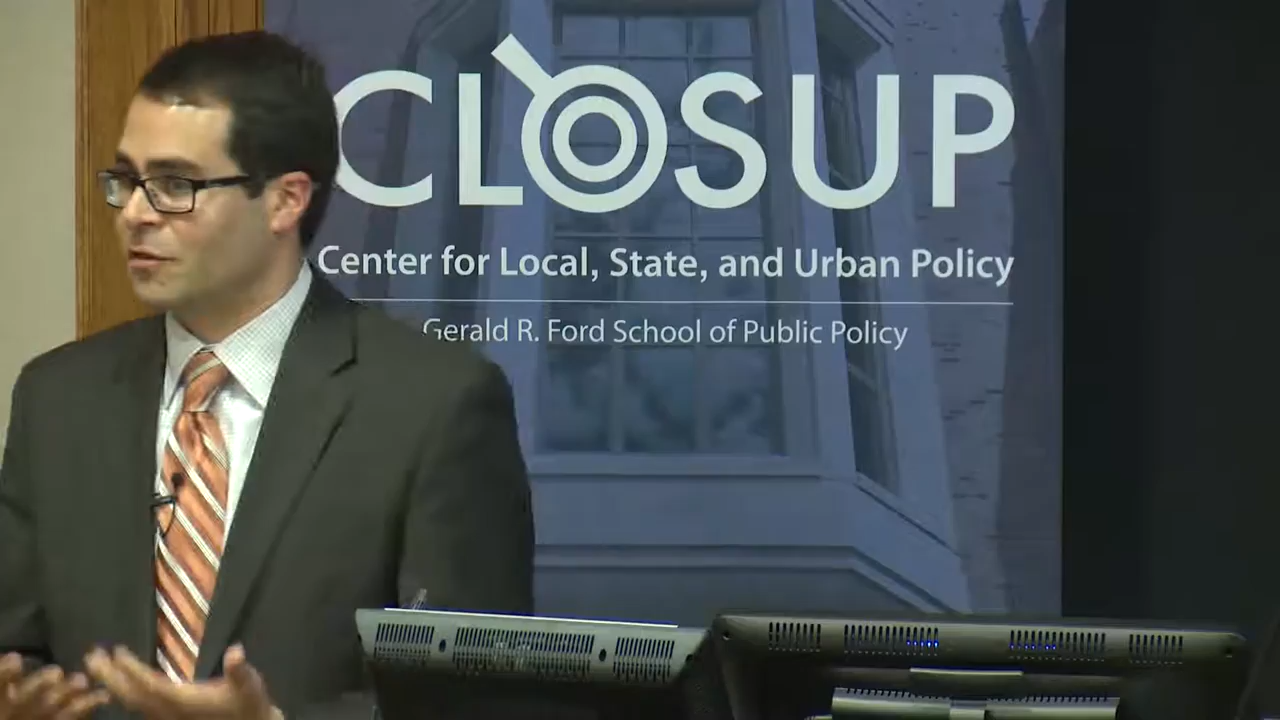 CLOSUP
Center for Local, State, and Urban Policy
Gerald R. Ford School of Public Policy